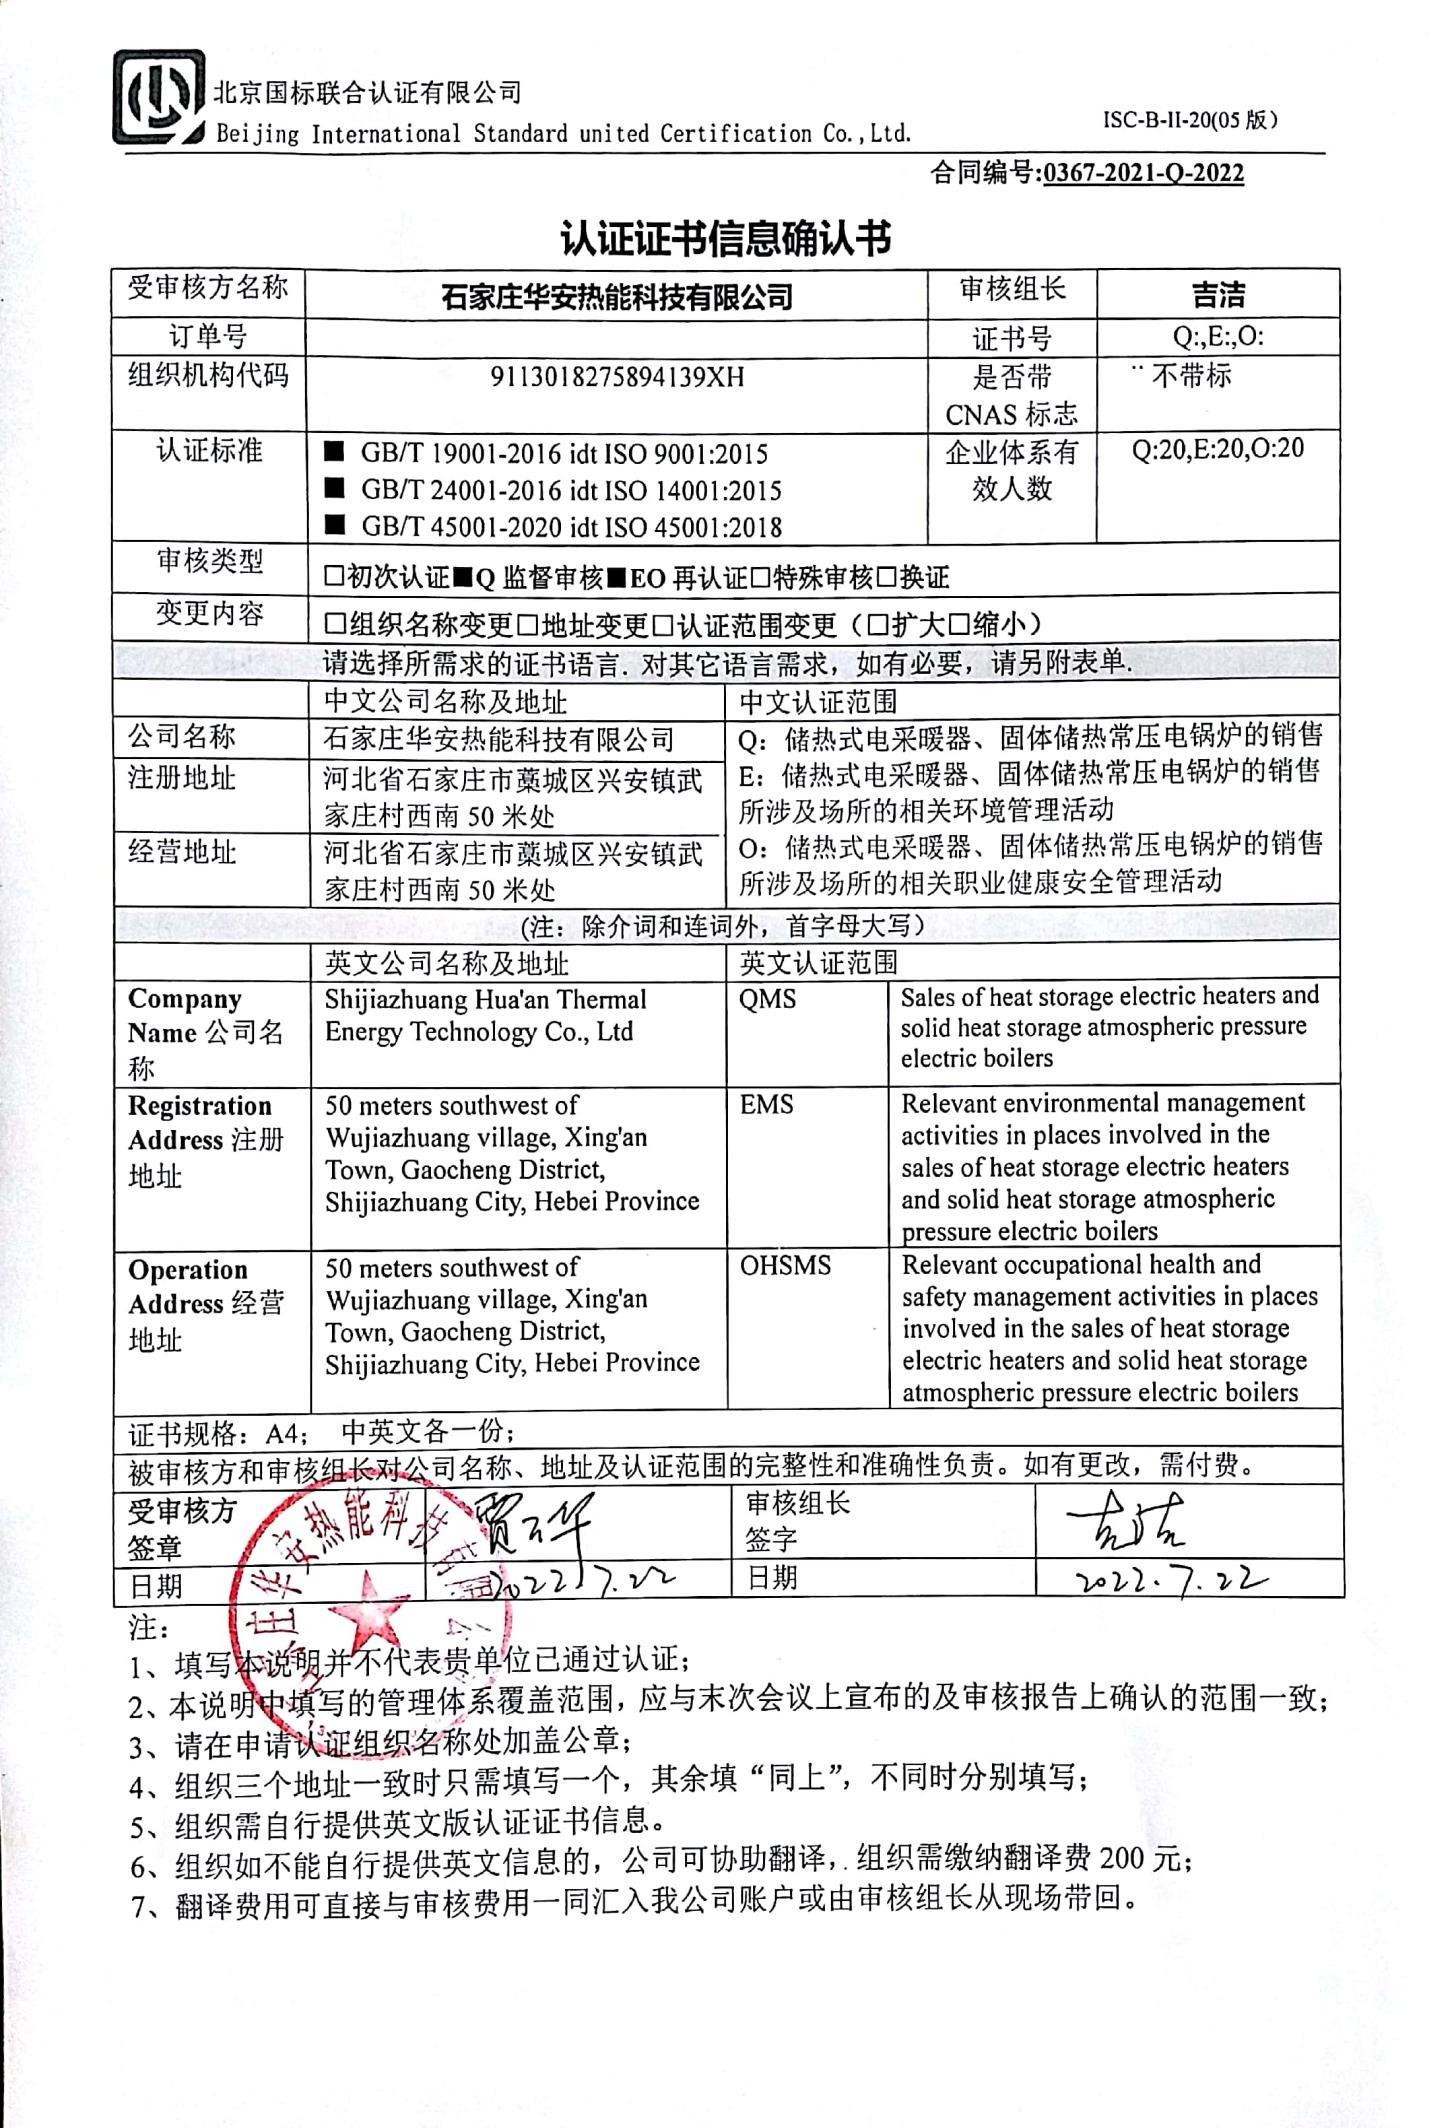 北京国标联合认证有限公司
Beijing International Standard united Certification Co.,Ltd.
ISC-B-II-20(05 版)
合同编号:0367-2021-Q-2022
认证证书信息确认书
受审核方名称 石家庄华安热能科技有限公司 审核组长 吉洁
订单号 证书号 Q:,E:,O:
组织机构代码 91130182758941​39XH 是否带 ¨ 不带标
CNAS 标志
认证标准 ■ GB/T 19001-2016 idt ISO 9001:2015 企业体系有 Q:20,E:20,O:20
■ GB/T 24001-2016 idt ISO 14001:2015 效人数
■ GB/T 45001-2020 idt ISO 45001:2018
审核类型 □初次认证■Q 监督审核■EO 再认证□特殊审核□换证
变更内容 □组织名称变更□地址变更□认证范围变更（□扩大□缩小）
请选择所需求的证书语言. 对其它语言需求，如有必要，请另附表单.
中文公司名称及地址 中文认证范围
公司名称 石家庄华安热能科技有限公司
注册地址 河北省石家庄市藁城区兴安镇武
家庄村西南 50 米处
经营地址 河北省石家庄市藁城区兴安镇武
家庄村西南 50 米处
Q：储热式电采暖器、固体储热常压电锅炉的销售
E：储热式电采暖器、固体储热常压电锅炉的销售
所涉及场所的相关环境管理活动
O：储热式电采暖器、固体储热常压电锅炉的销售
所涉及场所的相关职业健康安全管理活动
(注：除介词和连词外，首字母大写）
英文公司名称及地址 英文认证范围
Company
Name 公司名
称
Shijiazhuang Hua'an Thermal
Energy Technology Co., Ltd
QMS
Sales of heat storage electric heaters and
solid heat storage atmospheric pressure
electric boilers
Registration
Address 注册
地址
50 meters southwest of
Wujiazhuang village, Xing'an
Town, Gaocheng District,
Shijiazhuang City, Hebei Province
EMS
Relevant environmental management
activities in places involved in the
sales of heat storage electric heaters
and solid heat storage atmospheric
pressure electric boilers
Operation
Address 经营
地址
50 meters southwest of
Wujiazhuang village, Xing'an
Town, Gaocheng District,
Shijiazhuang City, Hebei Province
OHSMS
Relevant occupational health and
safety management activities in places
involved in the sales of heat storage
electric heaters and solid heat storage
atmospheric pressure electric boilers
证书规格：A4； 中英文各一份；
被审核方和审核组长对公司名称、地址及认证范围的完整性和准确性负责。如有更改，需付费。
受审核方
签章
审核组长
签字
吉洁
日期 2022.7.22 日期 2022.7.22
注：
1、填写本说明并不代表贵单位已通过认证；
2、本说明中填写的管理体系覆盖范围，应与末次会议上宣布的及审核报告上确认的范围一致；
3、请在申请认证组织名称处加盖公章；
4、组织三个地址一致时只需填写一个，其余填“同上”，不同时分别填写；
5、组织需自行提供英文版认证证书信息。
6、组织如不能自行提供英文信息的，公司可协助翻译，. 组织需缴纳翻译费 200 元；
7、翻译费用可直接与审核费用一同汇入我公司账户或由审核组长从现场带回。